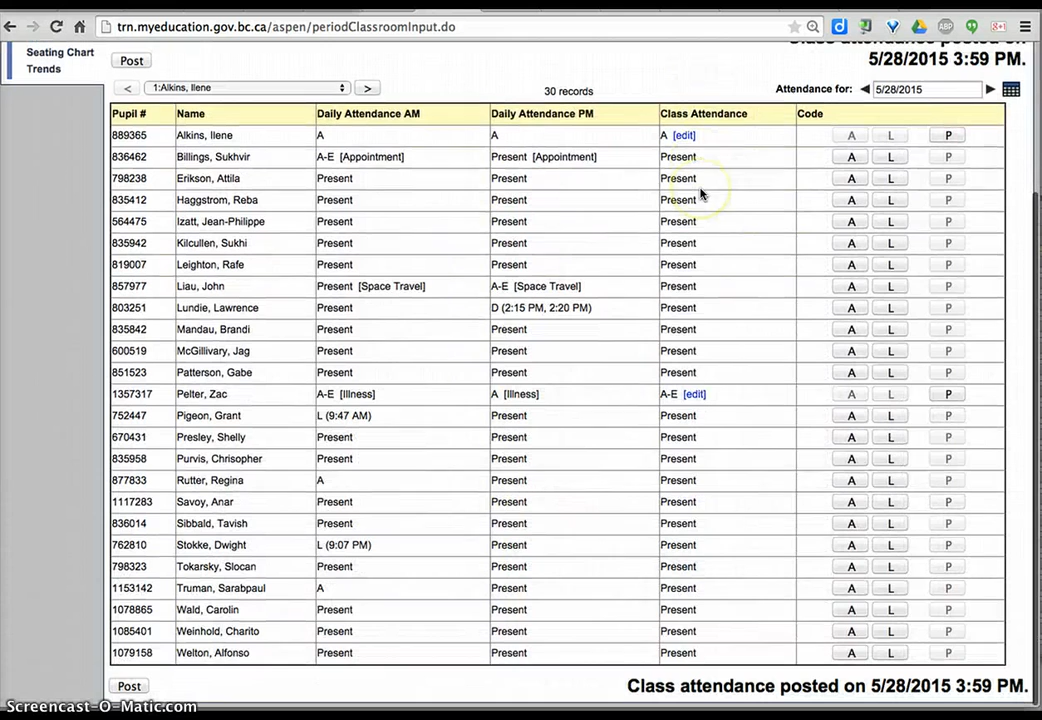 trn.myeducation.gov.bc.ca/aspen/periodClassroomInput.do
Seating Chart
Trends
Class attendance posted on
5/28/2015 3:59 PM.
Post
< 1:Alkins, Ilene > 30 records Attendance for: 5/28/2015
Pupil # Name Daily Attendance AM Daily Attendance PM Class Attendance Code
889365 Alkins, Ilene A A A [edit] A L P
836462 Billings, Sukhvir A-E [Appointment] Present [Appointment] Present A L P
798238 Erikson, Attila Present Present Present A L P
835412 Haggstrom, Reba Present Present Present A L P
564475 Izatt, Jean-Philippe Present Present Present A L P
835942 Kilcullen, Sukhi Present Present Present A L P
819007 Leighton, Rafe Present Present Present A L P
857977 Liau, John Present [Space Travel] A-E [Space Travel] Present A L P
803251 Lundie, Lawrence Present D (2:15 PM, 2:20 PM) Present A L P
835842 Mandau, Brandi Present Present Present A L P
600519 McGillivary, Jag Present Present Present A L P
851523 Patterson, Gabe Present Present Present A L P
1357317 Pelter, Zac A-E [Illness] A [Illness] A-E [edit] A L P
752447 Pigeon, Grant L (9:47 AM) Present Present A L P
670431 Presley, Shelly Present Present Present A L P
835958 Purvis, Chrisopher Present Present Present A L P
877833 Rutter, Regina A Present Present A L P
1117283 Savoy, Anar Present Present Present A L P
836014 Sibbald, Tavish Present Present Present A L P
762810 Stokke, Dwight L (9:07 PM) Present Present A L P
798323 Tokarsky, Slocan Present Present Present A L P
1153142 Truman, Sarabpaul A Present Present A L P
1078865 Wald, Carolin Present Present Present A L P
1085401 Weinhold, Charito Present Present Present A L P
1079158 Welton, Alfonso Present Present Present A L P
Post
Class attendance posted on 5/28/2015 3:59 PM.
Screencast-O-Matic.com